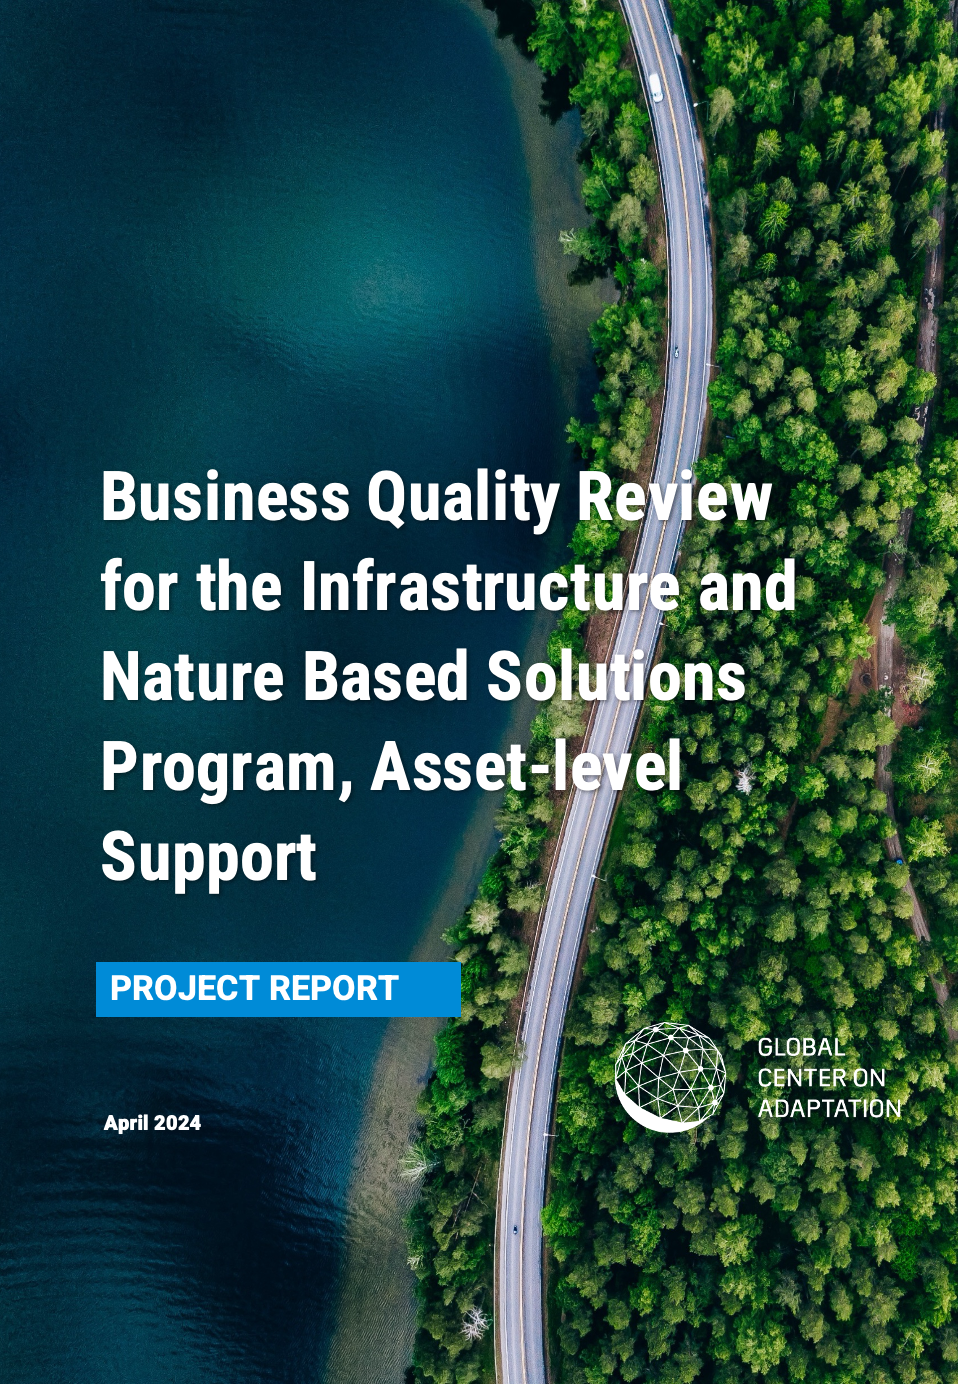 Business Quality Review
for the Infrastructure and
Nature Based Solutions
Program, Asset-level
Support
PROJECT REPORT
April 2024
GLOBAL
CENTER ON
ADAPTATION